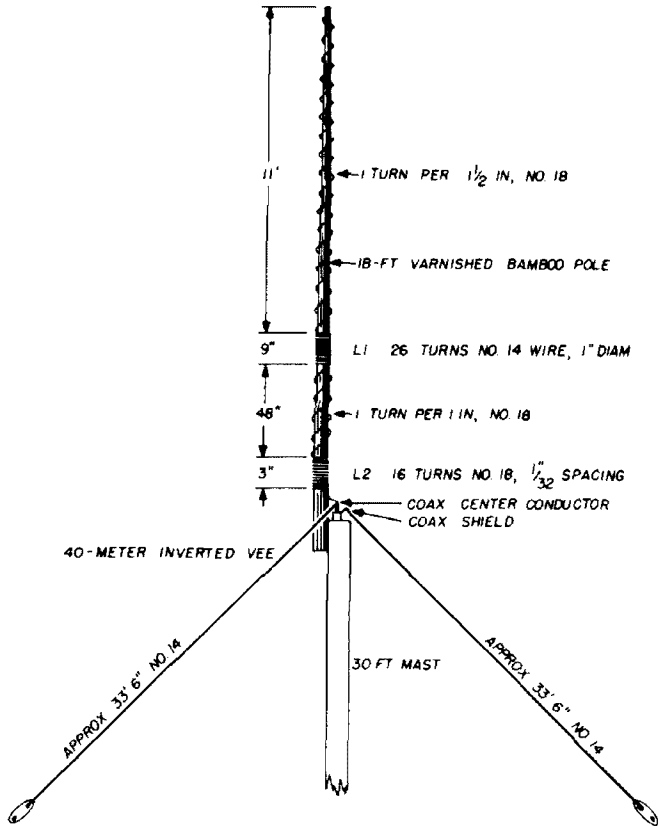 11'
1 TURN PER 1 1/2 IN, NO. 18
18-FT VARNISHED BAMBOO POLE
9"
L1 26 TURNS NO. 14 WIRE, 1" DIAM
48"
1 TURN PER 1 IN, NO. 18
3"
L2 16 TURNS NO. 18, 1/32" SPACING
COAX CENTER CONDUCTOR
COAX SHIELD
40-METER INVERTED VEE
30 FT MAST
APPROX 33' 6" NO. 14
APPROX 33' 6" NO. 14